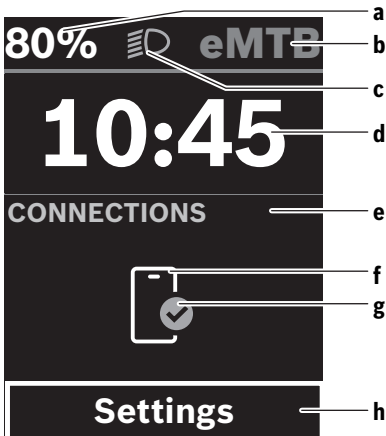 a
80% eMTB b
c
10:45 d
CONNECTIONS e
f
g
Settings h